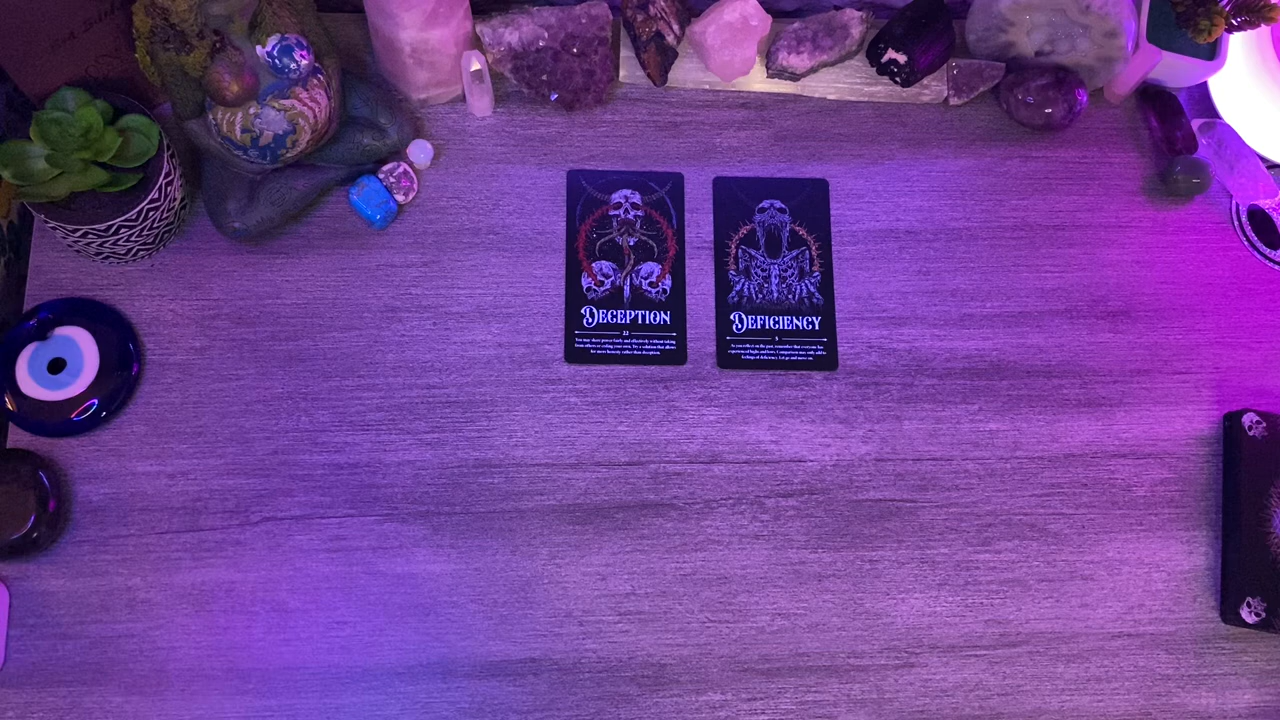 DECEPTION
22
You may share power fairly and effectively without taking
from others or ceding your own. Try a solution that allows
for more honesty rather than deception.
DEFICIENCY
5
As you reflect on the past, remember that everyone has
experienced highs and lows. Comparison may only add to
feelings of deficiency. Let go and move on.